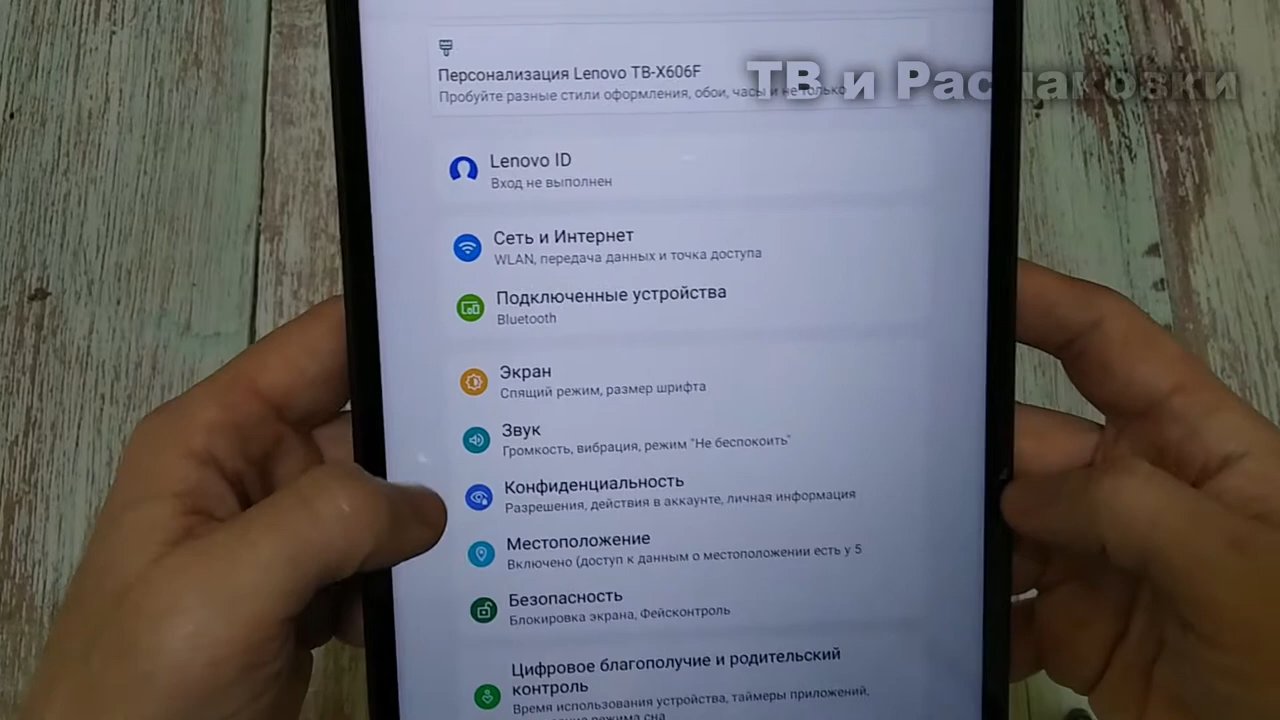 Персонализация Lenovo TB-X606F
Пробуйте разные стили оформления, обои, часы и не только
ТВ и Распаковки
Lenovo ID
Вход не выполнен
Сеть и Интернет
WLAN, передача данных и точка доступа
Подключенные устройства
Bluetooth
Экран
Спящий режим, размер шрифта
Звук
Громкость, вибрация, режим "Не беспокоить"
Конфиденциальность
Разрешения, действия в аккаунте, личная информация
Местоположение
Включено (доступ к данным о местоположении есть у 5
Безопасность
Блокировка экрана, Фейсконтроль
Цифровое благополучие и родительский
контроль
Время использования устройства, таймеры приложений,
режима сна